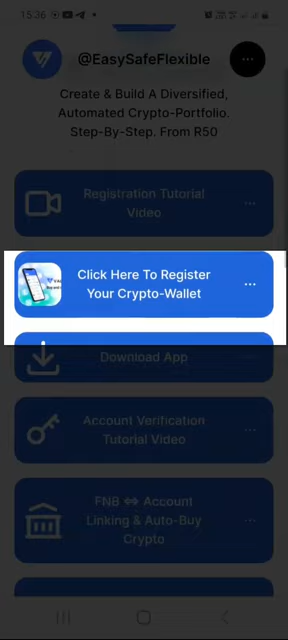 15:36
@EasySafeFlexible
Create & Build A Diversified,
Automated Crypto-Portfolio.
Step-By-Step. From R50
Registration Tutorial
Video
Click Here To Register
Your Crypto-Wallet
Download App
Account Verification
Tutorial Video
FNB ⇔ Account
Linking & Auto-Buy
Crypto